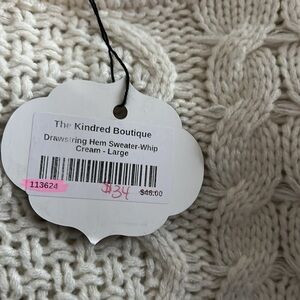 The Kindred Boutique
Drawstring Hem Sweater-Whip
Cream - Large
113624 $34 $46.00